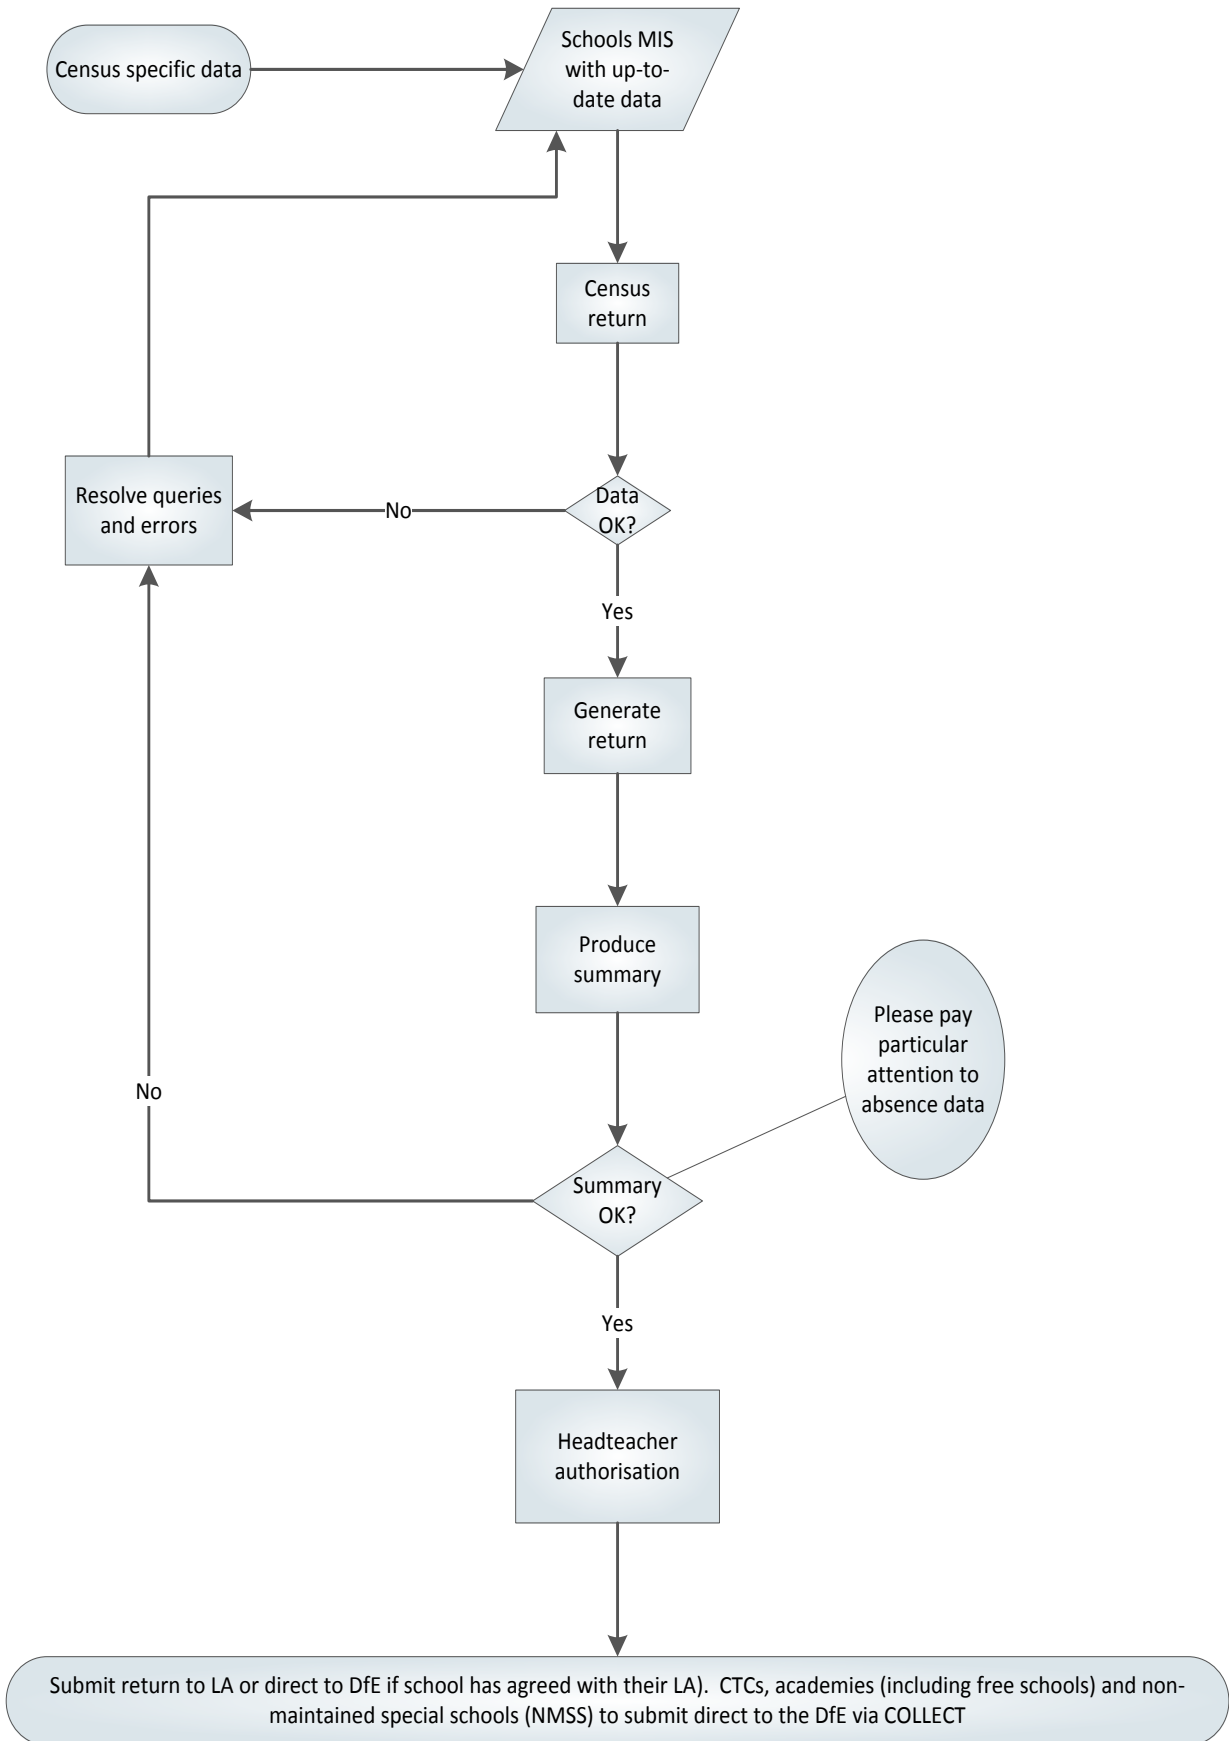 Census specific data
Schools MIS
with up-to-
date data
Census
return
Resolve queries
and errors
No
Data
OK?
Yes
Generate
return
Produce
summary
Please pay
particular
attention to
absence data
No
Summary
OK?
Yes
Headteacher
authorisation
Submit return to LA or direct to DfE if school has agreed with their LA).  CTCs, academies (including free schools) and non-
maintained special schools (NMSS) to submit direct to the DfE via COLLECT